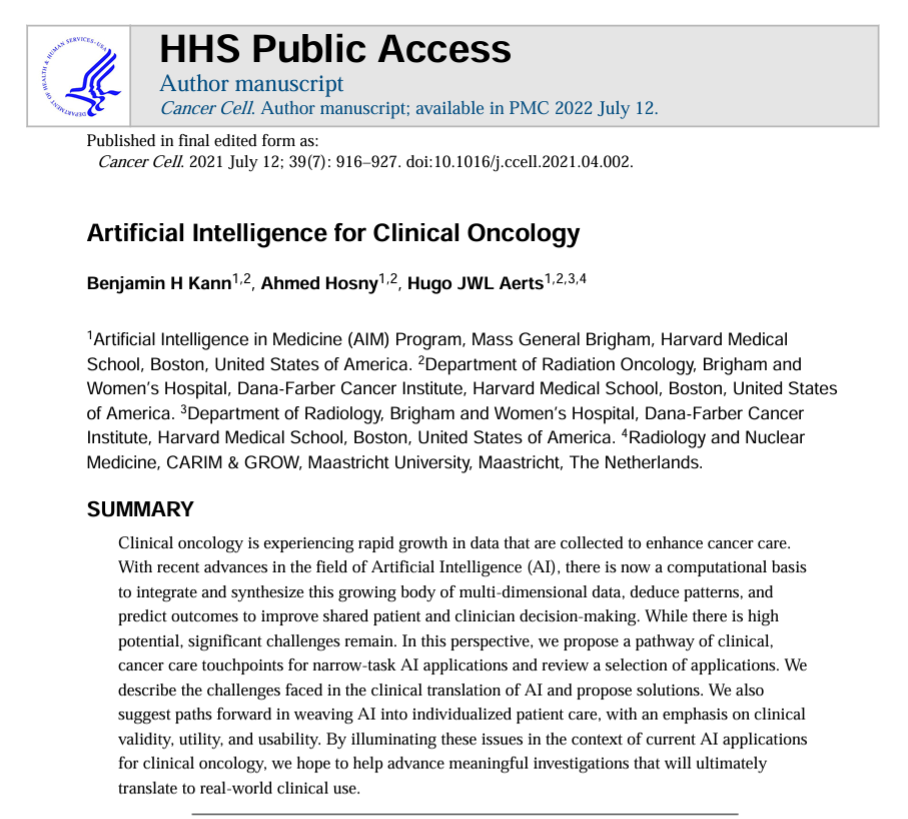 DEPARTMENT OF HEALTH & HUMAN SERVICES·USA
HHS Public Access
Author manuscript
Cancer Cell. Author manuscript; available in PMC 2022 July 12.
Published in final edited form as:
Cancer Cell. 2021 July 12; 39(7): 916–927. doi:10.1016/j.ccell.2021.04.002.
Artificial Intelligence for Clinical Oncology
Benjamin H Kann1,2, Ahmed Hosny1,2, Hugo JWL Aerts1,2,3,4
1Artificial Intelligence in Medicine (AIM) Program, Mass General Brigham, Harvard Medical
School, Boston, United States of America. 2Department of Radiation Oncology, Brigham and
Women's Hospital, Dana-Farber Cancer Institute, Harvard Medical School, Boston, United States
of America. 3Department of Radiology, Brigham and Women's Hospital, Dana-Farber Cancer
Institute, Harvard Medical School, Boston, United States of America. 4Radiology and Nuclear
Medicine, CARIM & GROW, Maastricht University, Maastricht, The Netherlands.
SUMMARY
Clinical oncology is experiencing rapid growth in data that are collected to enhance cancer care.
With recent advances in the field of Artificial Intelligence (AI), there is now a computational basis
to integrate and synthesize this growing body of multi-dimensional data, deduce patterns, and
predict outcomes to improve shared patient and clinician decision-making. While there is high
potential, significant challenges remain. In this perspective, we propose a pathway of clinical,
cancer care touchpoints for narrow-task AI applications and review a selection of applications. We
describe the challenges faced in the clinical translation of AI and propose solutions. We also
suggest paths forward in weaving AI into individualized patient care, with an emphasis on clinical
validity, utility, and usability. By illuminating these issues in the context of current AI applications
for clinical oncology, we hope to help advance meaningful investigations that will ultimately
translate to real-world clinical use.